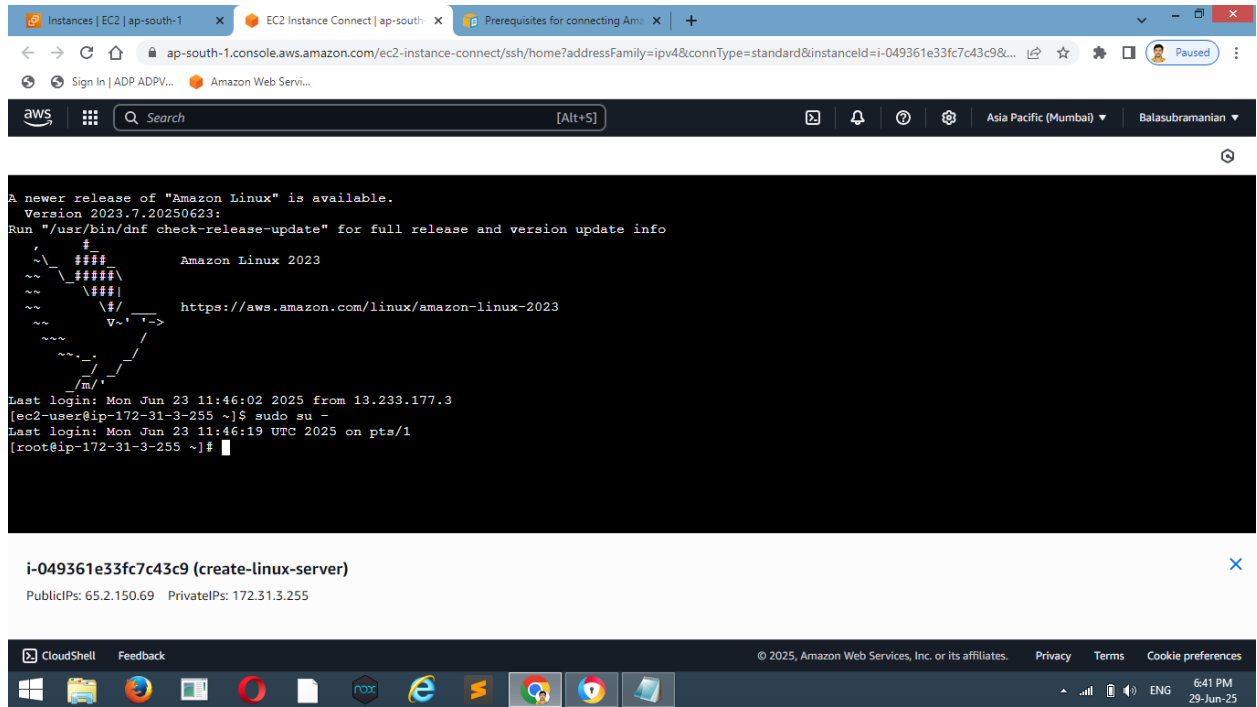 Instances | EC2 | ap-south-1
EC2 Instance Connect | ap-south-
Prerequisites for connecting Ama
ap-south-1.console.aws.amazon.com/ec2-instance-connect/ssh/home?addressFamily=ipv4&connType=standard&instanceId=i-049361e33fc7c43c9&...
Paused
Sign In | ADP ADPV...
Amazon Web Servi...
aws
Search
[Alt+S]
Asia Pacific (Mumbai)
Balasubramanian
A newer release of "Amazon Linux" is available.
  Version 2023.7.20250623:
Run "/usr/bin/dnf check-release-update" for full release and version update info
   ,     #_
   ~\_  ####_        Amazon Linux 2023
  ~~  \_#####\
  ~~     \###|
  ~~       \#/ ___   https://aws.amazon.com/linux/amazon-linux-2023
   ~~       V~' '->
    ~~~         /
      ~~._.   _/
         _/ _/
       _/m/'
Last login: Mon Jun 23 11:46:02 2025 from 13.233.177.3
[ec2-user@ip-172-31-3-255 ~]$ sudo su -
Last login: Mon Jun 23 11:46:19 UTC 2025 on pts/1
[root@ip-172-31-3-255 ~]#
i-049361e33fc7c43c9 (create-linux-server)
PublicIPs: 65.2.150.69 PrivateIPs: 172.31.3.255
CloudShell Feedback
© 2025, Amazon Web Services, Inc. or its affiliates. Privacy Terms Cookie preferences
nox
ENG
6:41 PM
29-Jun-25